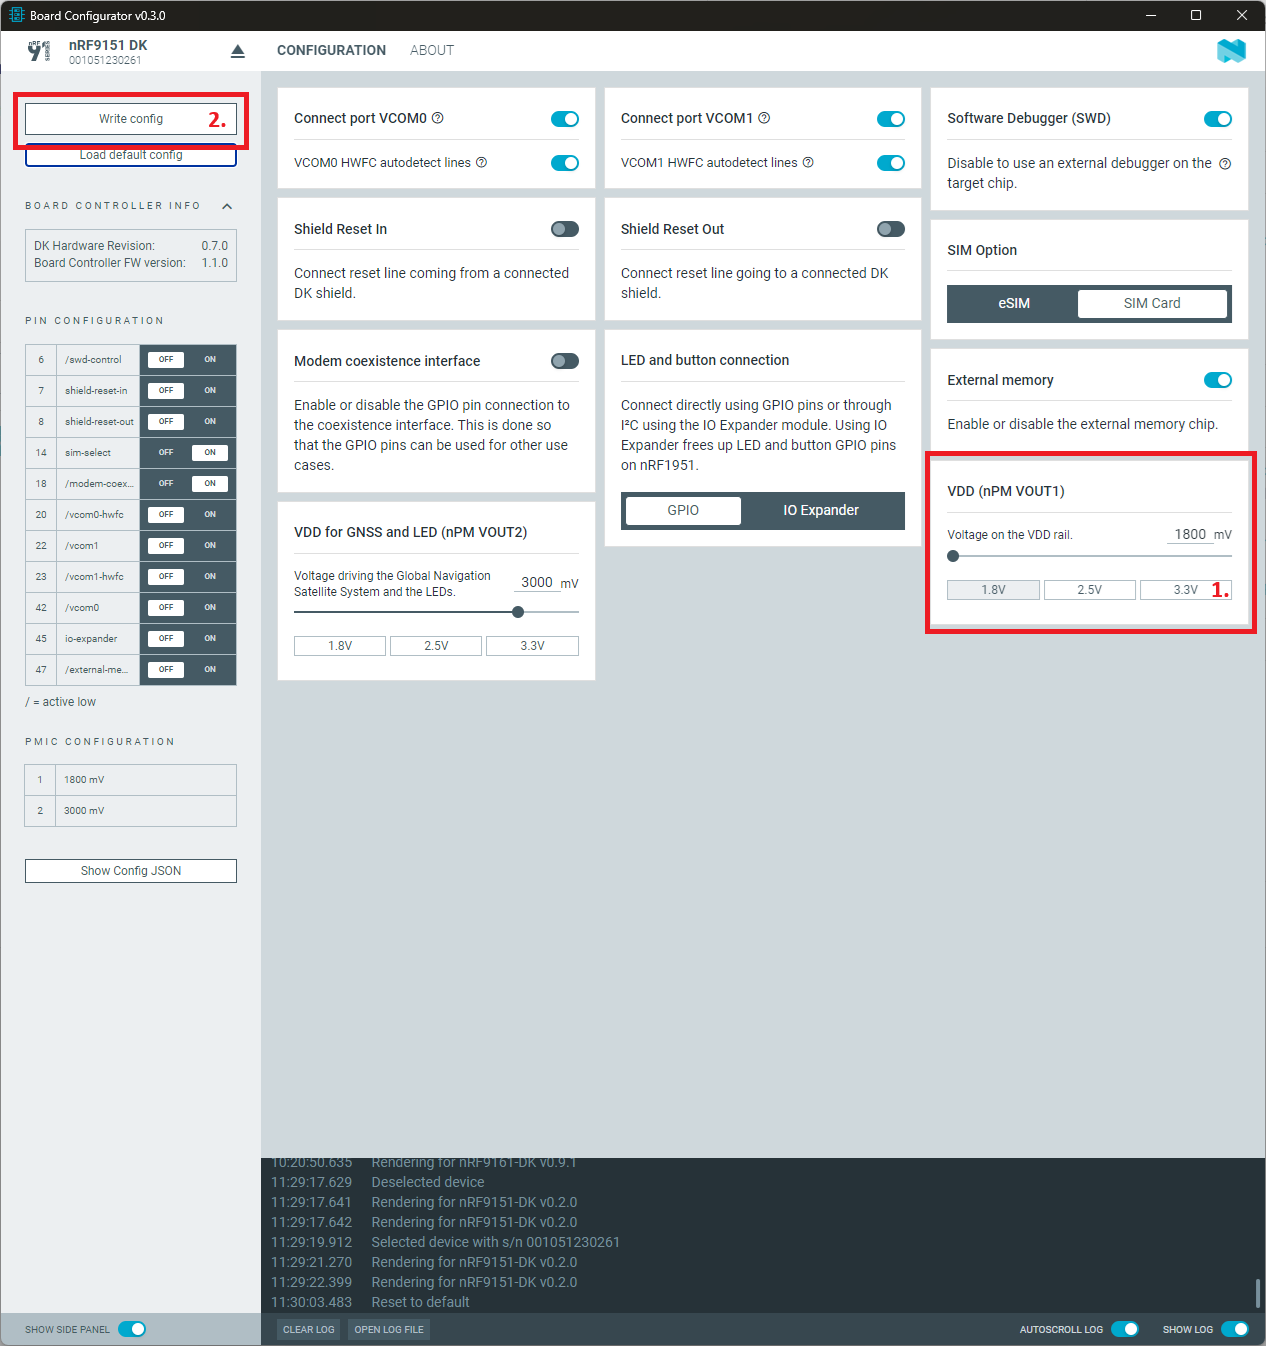 Board Configurator v0.3.0
nRF9151 DK
001051230261
CONFIGURATION
ABOUT
Write config
2.
Load default config
BOARD CONTROLLER INFO
DK Hardware Revision: 0.7.0
Board Controller FW version: 1.1.0
PIN CONFIGURATION
6 /swd-control OFF ON
7 shield-reset-in OFF ON
8 shield-reset-out OFF ON
14 sim-select OFF ON
18 /modem-coex... OFF ON
20 /vcom0-hwfc OFF ON
22 /vcom1 OFF ON
23 /vcom1-hwfc OFF ON
42 /vcom0 OFF ON
45 io-expander OFF ON
47 /external-me... OFF ON
/ = active low
PMIC CONFIGURATION
1 1800 mV
2 3000 mV
Show Config JSON
SHOW SIDE PANEL
Connect port VCOM0
VCOM0 HWFC autodetect lines
Shield Reset In
Connect reset line coming from a connected
DK shield.
Modem coexistence interface
Enable or disable the GPIO pin connection to
the coexistence interface. This is done so
that the GPIO pins can be used for other use
cases.
VDD for GNSS and LED (nPM VOUT2)
Voltage driving the Global Navigation
Satellite System and the LEDs.
3000 mV
1.8V 2.5V 3.3V
Connect port VCOM1
VCOM1 HWFC autodetect lines
Shield Reset Out
Connect reset line going to a connected DK
shield.
LED and button connection
Connect directly using GPIO pins or through
I²C using the IO Expander module. Using IO
Expander frees up LED and button GPIO pins
on nRF1951.
GPIO IO Expander
Software Debugger (SWD)
Disable to use an external debugger on the
target chip.
SIM Option
eSIM SIM Card
External memory
Enable or disable the external memory chip.
VDD (nPM VOUT1)
Voltage on the VDD rail. 1800 mV
1.8V 2.5V 3.3V
1.
10:20:50.635 Rendering for nRF9161-DK v0.9.1
11:29:17.629 Deselected device
11:29:17.641 Rendering for nRF9151-DK v0.2.0
11:29:17.642 Rendering for nRF9151-DK v0.2.0
11:29:19.912 Selected device with s/n 001051230261
11:29:21.270 Rendering for nRF9151-DK v0.2.0
11:29:22.399 Rendering for nRF9151-DK v0.2.0
11:30:03.483 Reset to default
CLEAR LOG
OPEN LOG FILE
AUTOSCROLL LOG
SHOW LOG